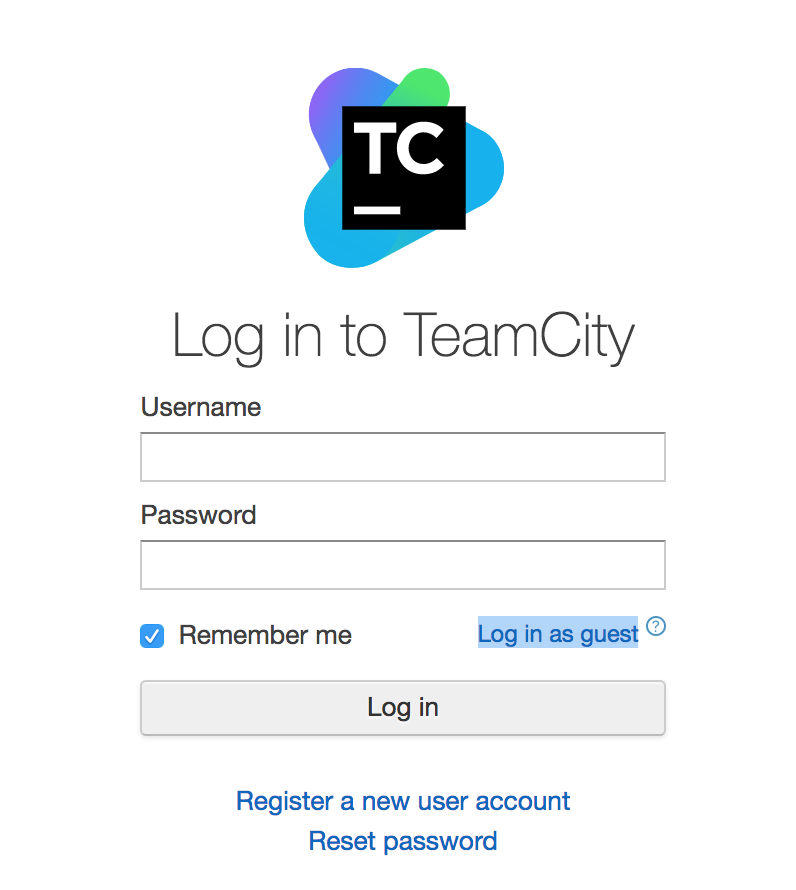 TC
Log in to TeamCity
Username
Password
Remember me
Log in as guest ?
Log in
Register a new user account
Reset password